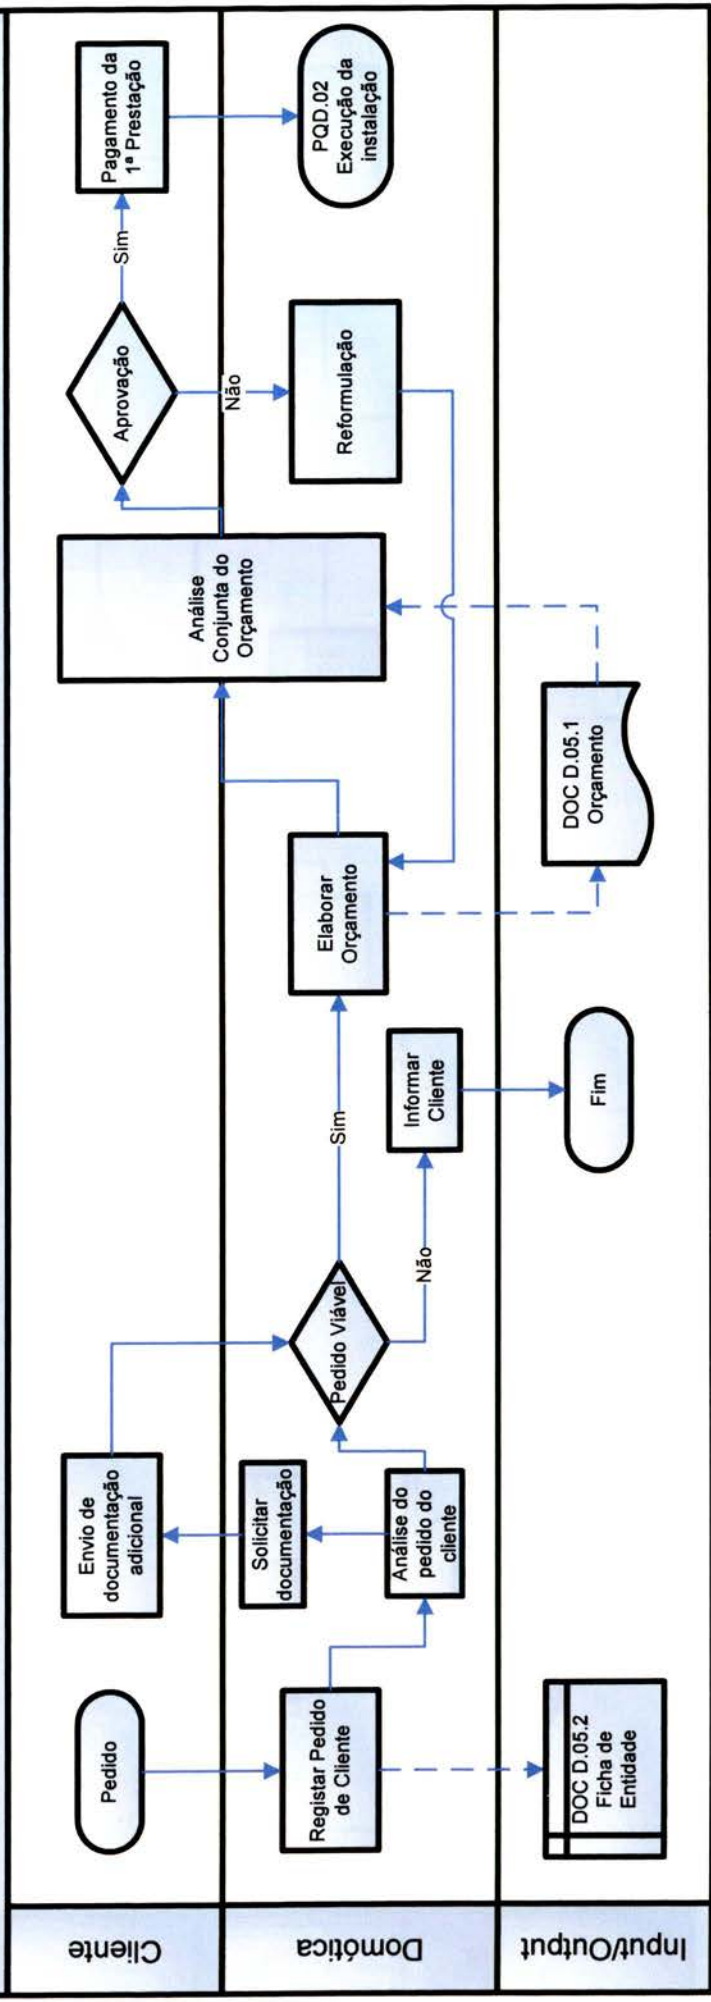 Cliente
Pedido
Envio de
documentação
adicional
Aprovação
Sim
Pagamento da
1ª Prestação
Domótica
Registar Pedido
de Cliente
Solicitar
documentação
Análise do
pedido do
cliente
Pedido Viável
Sim
Não
Informar
Cliente
Elaborar
Orçamento
Análise
Conjunta do
Orçamento
Não
Reformulação
PQD.02
Execução da
instalação
Input/Output
DOC D.05.2
Ficha de
Entidade
Fim
DOC D.05.1
Orçamento